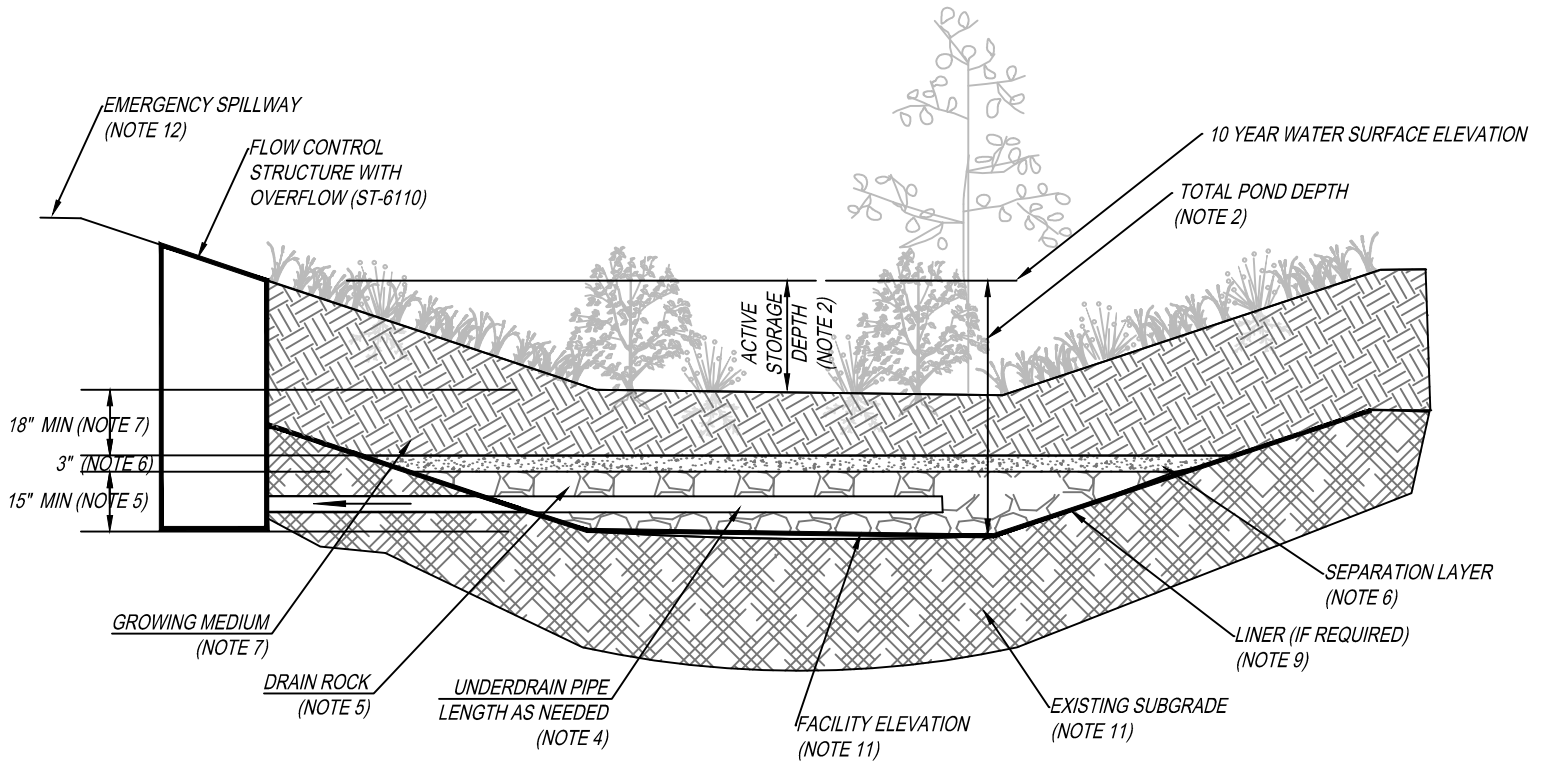 EMERGENCY SPILLWAY
(NOTE 12)
FLOW CONTROL
STRUCTURE WITH
OVERFLOW (ST-6110)
10 YEAR WATER SURFACE ELEVATION
TOTAL POND DEPTH
(NOTE 2)
ACTIVE
STORAGE
DEPTH
(NOTE 2)
18" MIN (NOTE 7)
3" (NOTE 6)
15" MIN (NOTE 5)
GROWING MEDIUM
(NOTE 7)
DRAIN ROCK
(NOTE 5)
UNDERDRAIN PIPE
LENGTH AS NEEDED
(NOTE 4)
FACILITY ELEVATION
(NOTE 11)
EXISTING SUBGRADE
(NOTE 11)
LINER (IF REQUIRED)
(NOTE 9)
SEPARATION LAYER
(NOTE 6)